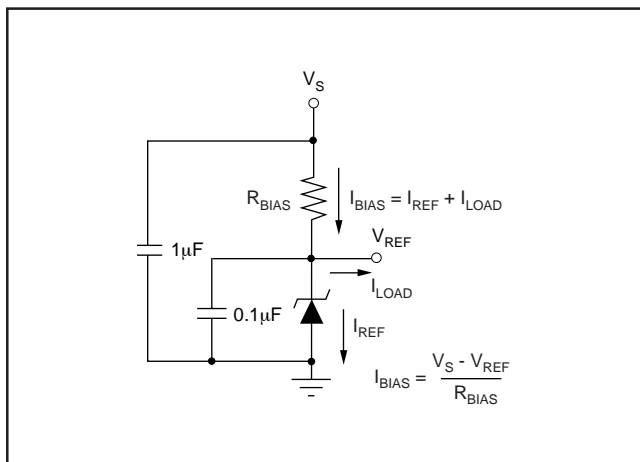 V_S
R_BIAS
I_BIAS = I_REF + I_LOAD
V_REF
1µF
I_LOAD
0.1µF
I_REF
I_BIAS = V_S - V_REF
R_BIAS